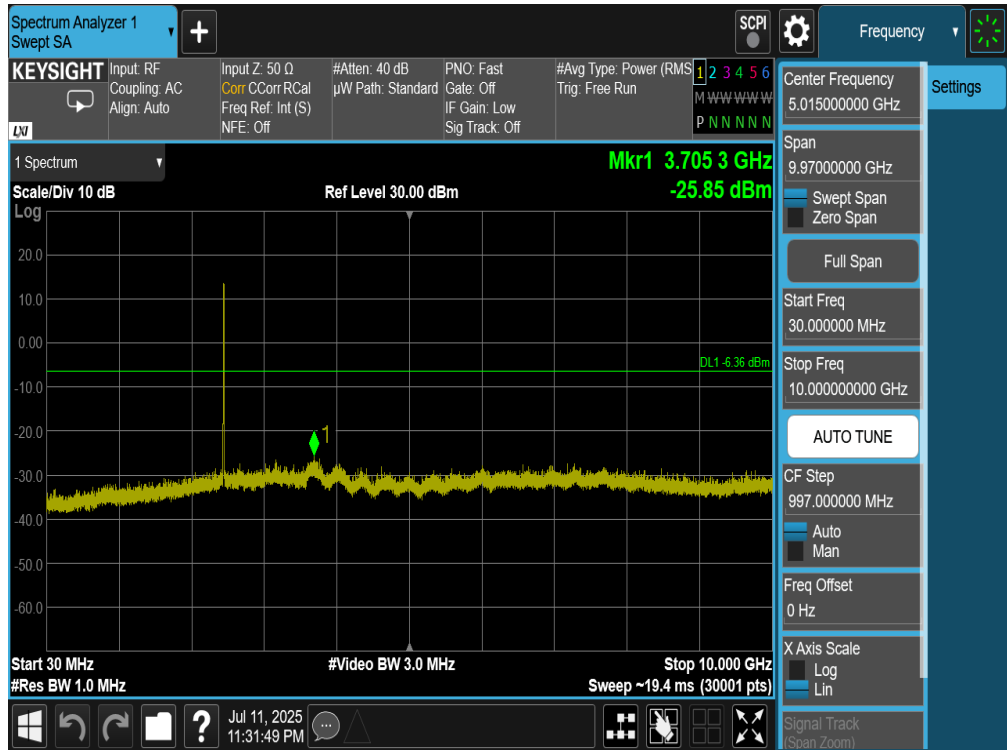 Spectrum Analyzer 1
Swept SA
+
SCPI
Frequency
KEYSIGHT
LXI
Input: RF
Coupling: AC
Align: Auto
Input Z: 50 Ω
Corr CCorr RCal
Freq Ref: Int (S)
NFE: Off
#Atten: 40 dB
µW Path: Standard
PNO: Fast
Gate: Off
IF Gain: Low
Sig Track: Off
#Avg Type: Power (RMS
Trig: Free Run
1 2 3 4 5 6
M W W W W W
P N N N N N
1 Spectrum
Mkr1 3.705 3 GHz
-25.85 dBm
Scale/Div 10 dB
Ref Level 30.00 dBm
Log
20.0
10.0
0.00
DL1 -6.36 dBm
-10.0
-20.0
1
-30.0
-40.0
-50.0
-60.0
Start 30 MHz
#Video BW 3.0 MHz
Stop 10.000 GHz
#Res BW 1.0 MHz
Sweep ~19.4 ms (30001 pts)
Center Frequency
5.015000000 GHz
Settings
Span
9.97000000 GHz
Swept Span
Zero Span
Full Span
Start Freq
30.000000 MHz
Stop Freq
10.000000000 GHz
AUTO TUNE
CF Step
997.000000 MHz
Auto
Man
Freq Offset
0 Hz
X Axis Scale
Log
Lin
Signal Track
(Span Zoom)
?
Jul 11, 2025
11:31:49 PM